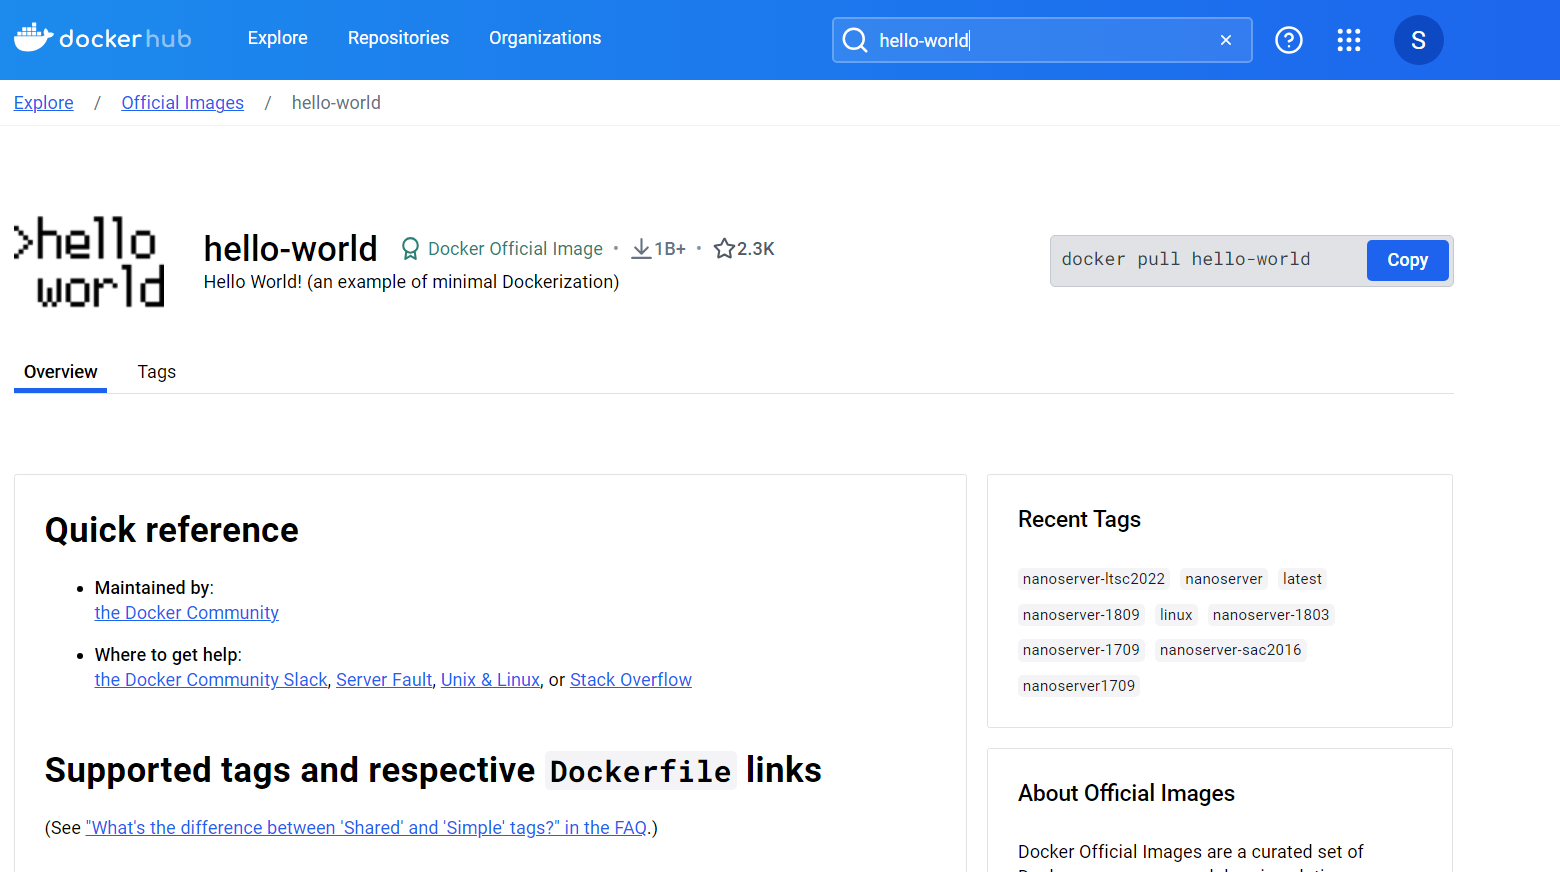 dockerhub
Explore
Repositories
Organizations
hello-world
S
Explore / Official Images / hello-world
>hello
world
hello-world
Docker Official Image • 1B+ • 2.3K
Hello World! (an example of minimal Dockerization)
docker pull hello-world
Copy
Overview
Tags
Quick reference
• Maintained by:
the Docker Community
• Where to get help:
the Docker Community Slack, Server Fault, Unix & Linux, or Stack Overflow
Supported tags and respective Dockerfile links
(See "What's the difference between 'Shared' and 'Simple' tags?" in the FAQ.)
Recent Tags
nanoserver-ltsc2022 nanoserver latest
nanoserver-1809 linux nanoserver-1803
nanoserver-1709 nanoserver-sac2016
nanoserver1709
About Official Images
Docker Official Images are a curated set of